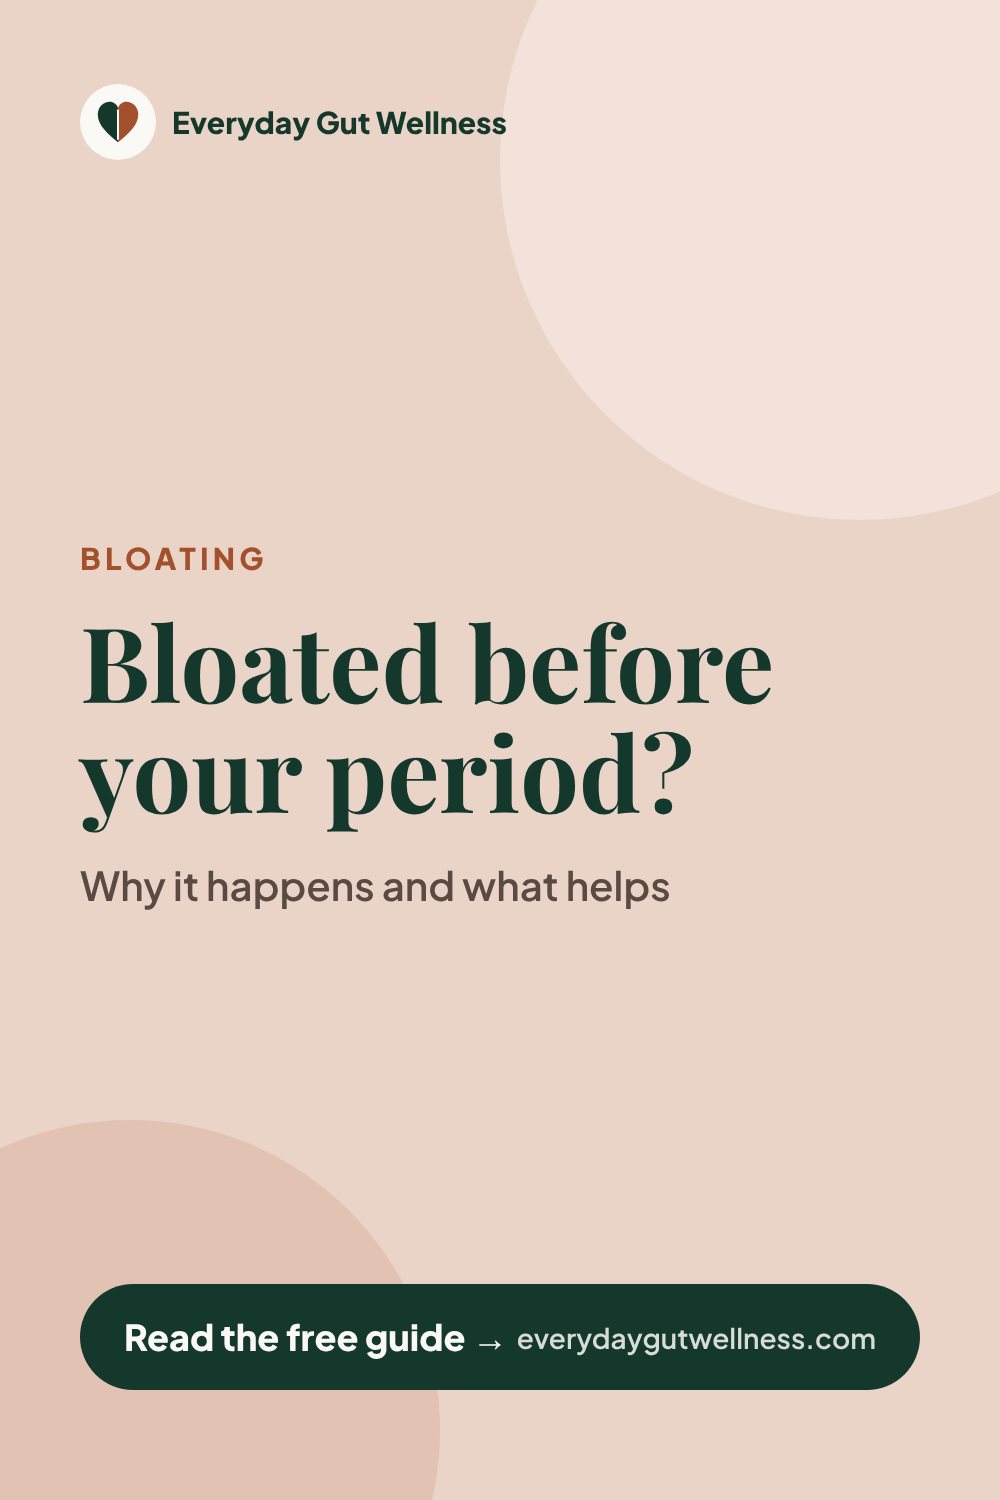 Everyday Gut Wellness
BLOATING
Bloated before
your period?
Why it happens and what helps
Read the free guide → everydaygutwellness.com